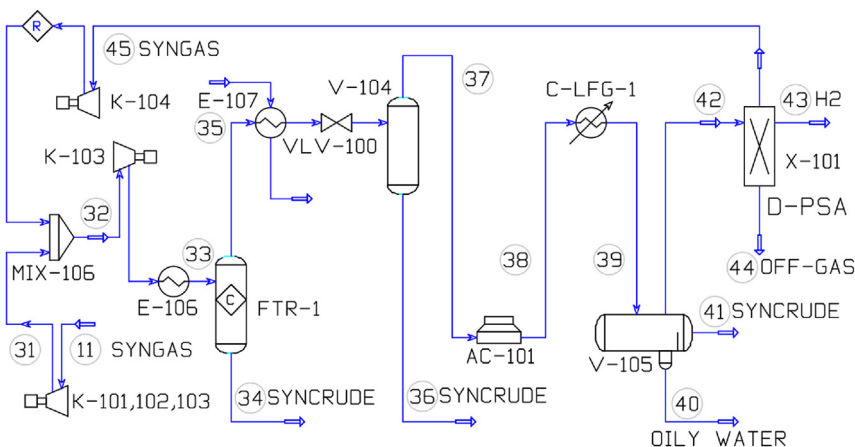 R
45 SYNGAS
K-104
K-103
32
MIX-106
31
11 SYNGAS
K-101,102,103
33
E-106
C
FTR-1
34 SYNCRUDE
E-107
35
VLV-100
V-104
36 SYNCRUDE
37
38
AC-101
C-LFG-1
39
V-105
40
OILY WATER
41 SYNCRUDE
42
43 H2
X-101
D-PSA
44 OFF-GAS